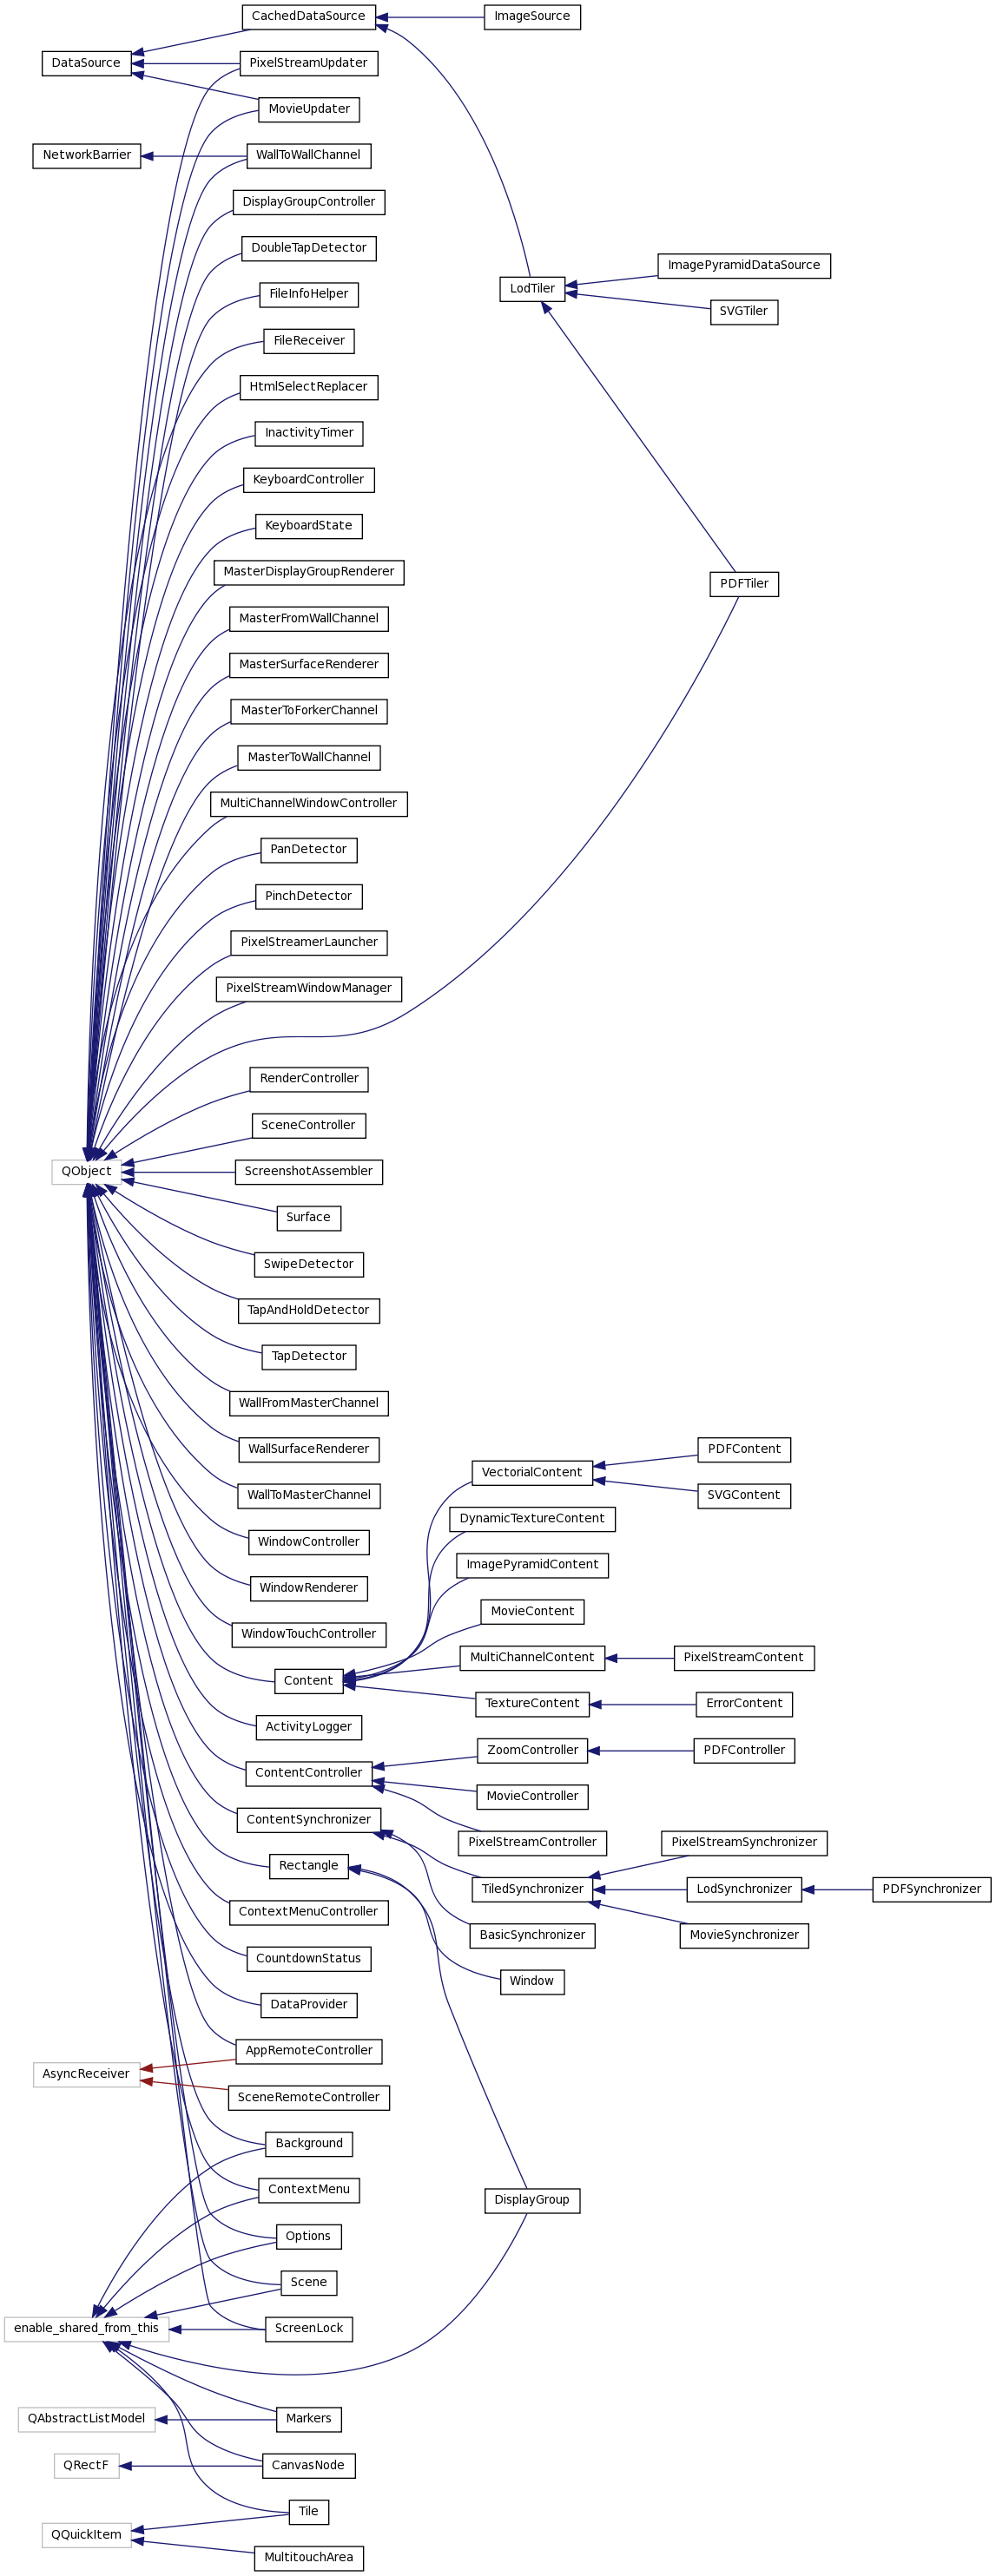 CachedDataSource
ImageSource
DataSource
PixelStreamUpdater
MovieUpdater
NetworkBarrier
WallToWallChannel
DisplayGroupController
DoubleTapDetector
ImagePyramidDataSource
LodTiler
FileInfoHelper
SVGTiler
FileReceiver
HtmlSelectReplacer
InactivityTimer
KeyboardController
KeyboardState
MasterDisplayGroupRenderer
PDFTiler
MasterFromWallChannel
MasterSurfaceRenderer
MasterToForkerChannel
MasterToWallChannel
MultiChannelWindowController
PanDetector
PinchDetector
PixelStreamerLauncher
PixelStreamWindowManager
RenderController
SceneController
QObject
ScreenshotAssembler
Surface
SwipeDetector
TapAndHoldDetector
TapDetector
WallFromMasterChannel
WallSurfaceRenderer
PDFContent
VectorialContent
WallToMasterChannel
SVGContent
DynamicTextureContent
WindowController
ImagePyramidContent
WindowRenderer
MovieContent
WindowTouchController
MultiChannelContent
PixelStreamContent
Content
TextureContent
ErrorContent
ActivityLogger
ZoomController
PDFController
ContentController
MovieController
ContentSynchronizer
PixelStreamController
PixelStreamSynchronizer
Rectangle
TiledSynchronizer
LodSynchronizer
PDFSynchronizer
ContextMenuController
BasicSynchronizer
MovieSynchronizer
CountdownStatus
Window
DataProvider
AppRemoteController
AsyncReceiver
SceneRemoteController
Background
ContextMenu
DisplayGroup
Options
Scene
enable_shared_from_this
ScreenLock
QAbstractListModel
Markers
QRectF
CanvasNode
Tile
QQuickItem
MultitouchArea